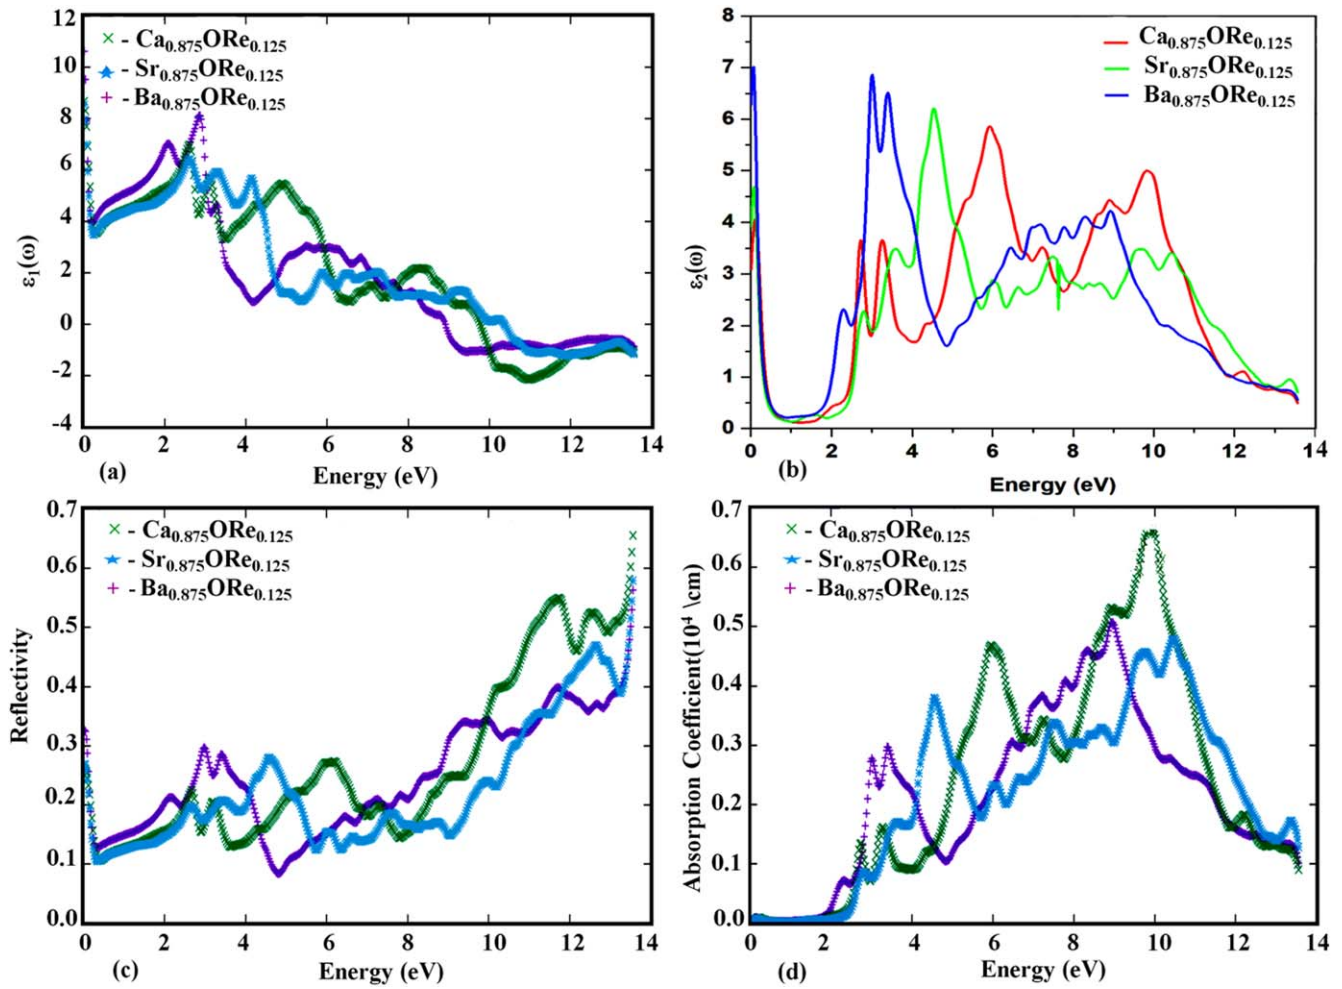 12
10
8
6
4
2
0
-2
-4
ε₁(ω)
× - Ca₀.₈₇₅ORe₀.₁₂₅
★ - Sr₀.₈₇₅ORe₀.₁₂₅
+ - Ba₀.₈₇₅ORe₀.₁₂₅
0 2 4 6 8 10 12 14
(a)
Energy (eV)
8
7
6
5
4
3
2
1
0
ε₂(ω)
Ca₀.₈₇₅ORe₀.₁₂₅
Sr₀.₈₇₅ORe₀.₁₂₅
Ba₀.₈₇₅ORe₀.₁₂₅
0 2 4 6 8 10 12 14
(b)
Energy (eV)
0.7
0.6
0.5
0.4
0.3
0.2
0.1
0.0
Reflectivity
× - Ca₀.₈₇₅ORe₀.₁₂₅
★ - Sr₀.₈₇₅ORe₀.₁₂₅
+ - Ba₀.₈₇₅ORe₀.₁₂₅
0 2 4 6 8 10 12 14
(c)
Energy (eV)
0.7
0.6
0.5
0.4
0.3
0.2
0.1
0.0
Absorption Coefficient(10⁴ \cm)
× - Ca₀.₈₇₅ORe₀.₁₂₅
★ - Sr₀.₈₇₅ORe₀.₁₂₅
+ - Ba₀.₈₇₅ORe₀.₁₂₅
0 2 4 6 8 10 12 14
(d)
Energy (eV)